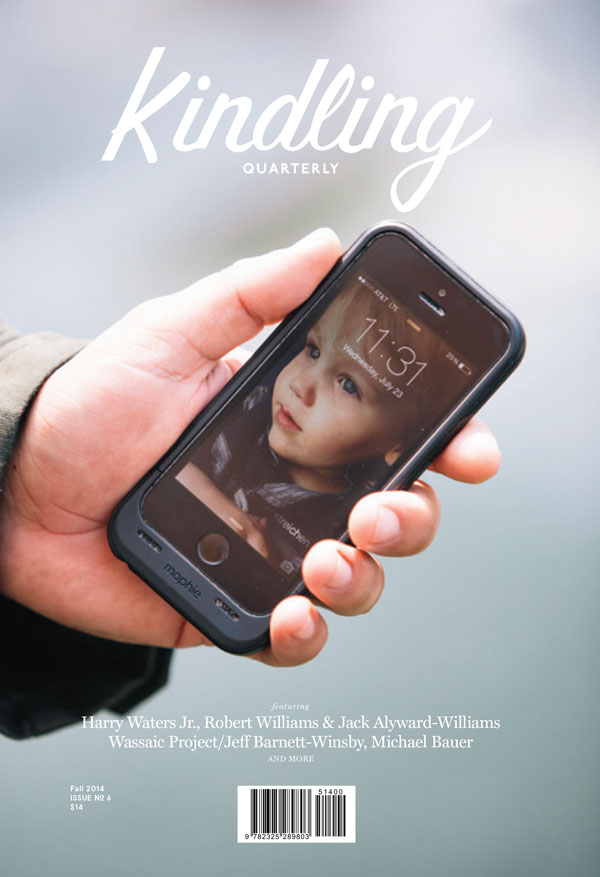 Kindling
QUARTERLY
AT&T LTE
25%
11:31
Wednesday, July 23
mophie
featuring
Harry Waters Jr., Robert Williams & Jack Alyward-Williams
Wassaic Project/Jeff Barnett-Winsby, Michael Bauer
AND MORE
Fall 2014
ISSUE Nº 6
$14
51400
9 782325 289803